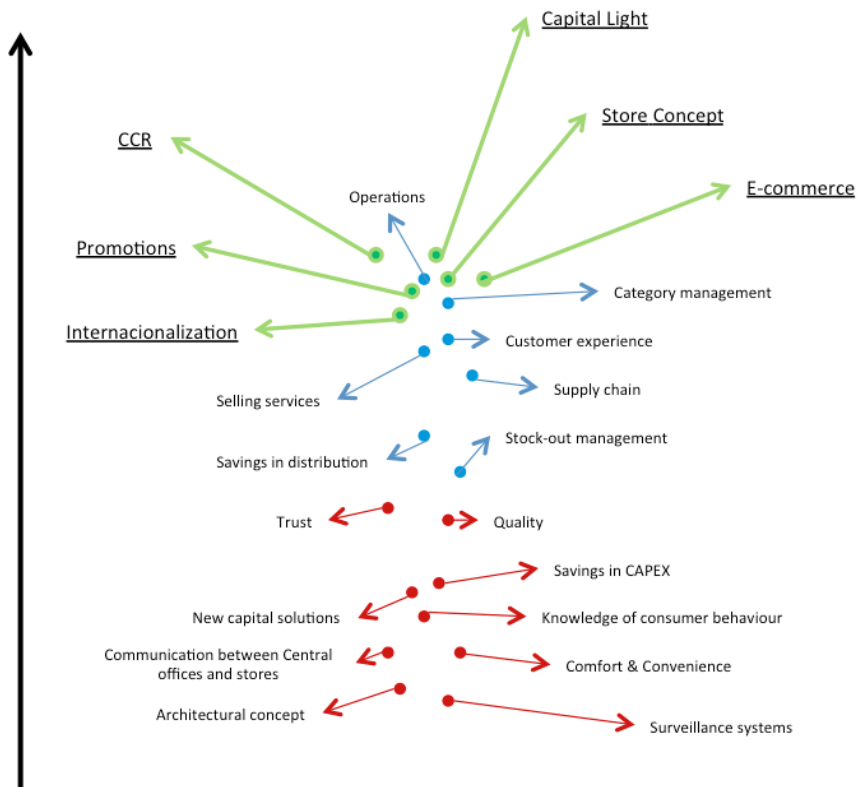 Capital Light
Store Concept
CCR
E-commerce
Operations
Promotions
Category management
Internacionalization
Customer experience
Supply chain
Selling services
Stock-out management
Savings in distribution
Trust
Quality
Savings in CAPEX
New capital solutions
Knowledge of consumer behaviour
Communication between Central
offices and stores
Comfort & Convenience
Architectural concept
Surveillance systems